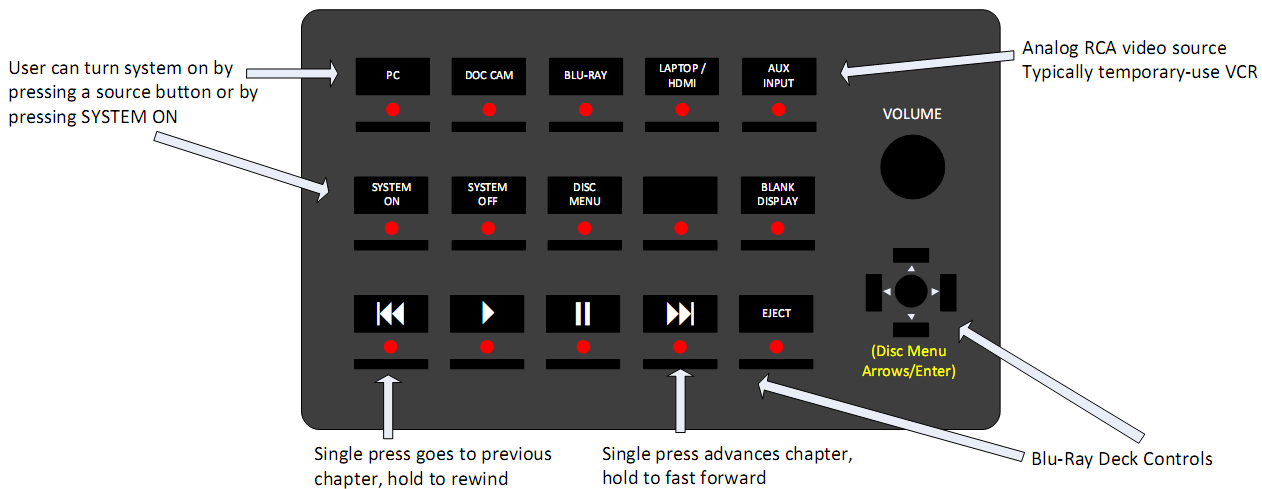 User can turn system on by
pressing a source button or by
pressing SYSTEM ON
PC
DOC CAM
BLU-RAY
LAPTOP /
HDMI
AUX
INPUT
Analog RCA video source
Typically temporary-use VCR
VOLUME
SYSTEM
ON
SYSTEM
OFF
DISC
MENU
BLANK
DISPLAY
EJECT
(Disc Menu
Arrows/Enter)
Single press goes to previous
chapter, hold to rewind
Single press advances chapter,
hold to fast forward
Blu-Ray Deck Controls